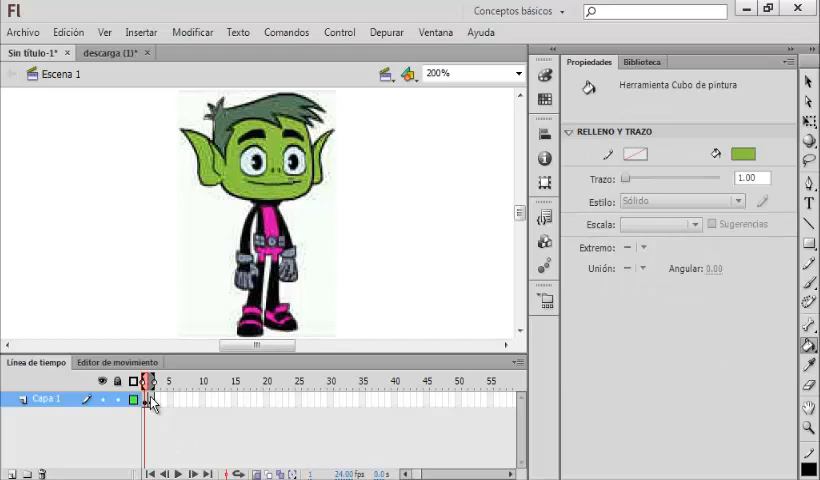 Fl
Conceptos básicos
Archivo Edición Ver Insertar Modificar Texto Comandos Control Depurar Ventana Ayuda
Sin título-1* × descarga (1)* ×
Escena 1
200%
Propiedades Biblioteca
Herramienta Cubo de pintura
RELLENO Y TRAZO
Trazo: 1.00
Estilo: Sólido
Escala: Sugerencias
Extremo:
Unión: Angular: 0.00
Línea de tiempo Editor de movimiento
5 10 15 20 25 30 35 40 45 50 55
Capa 1
1 24.00 fps 0.0 s